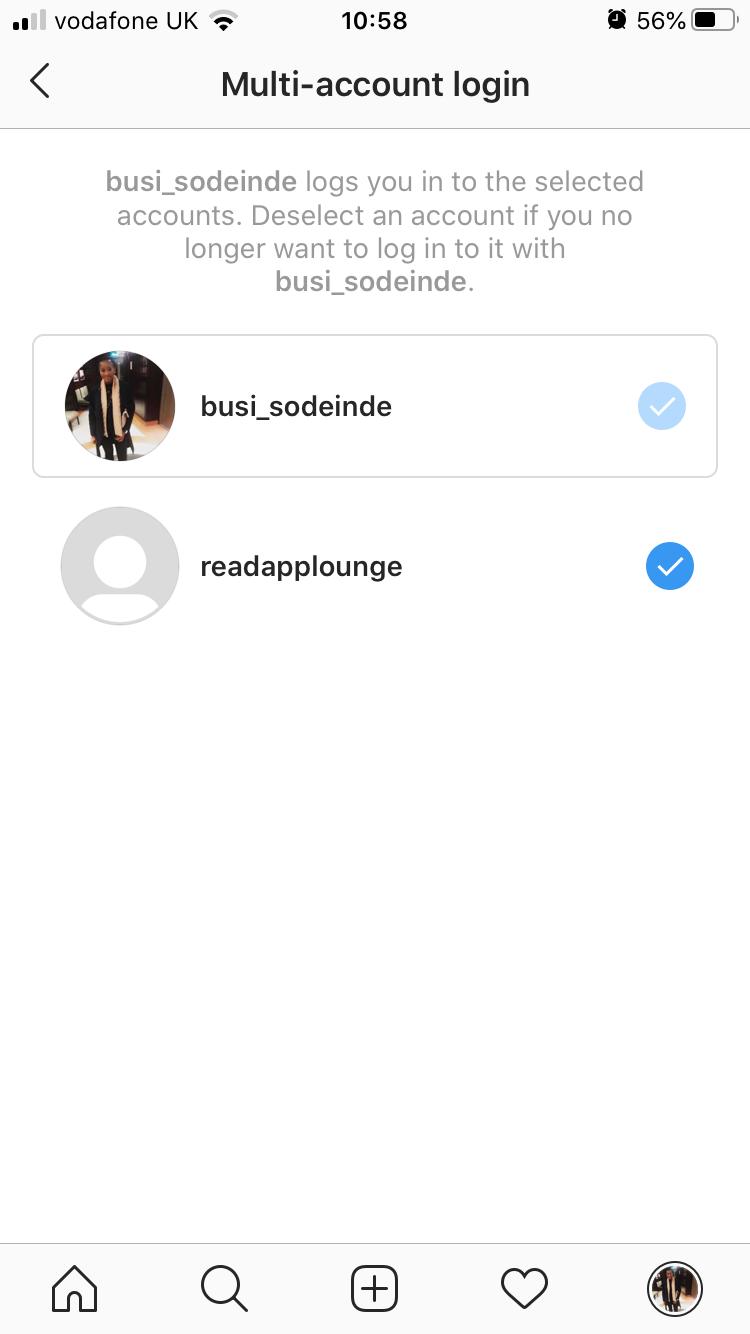 vodafone UK 10:58 56%
Multi-account login
busi_sodeinde logs you in to the selected
accounts. Deselect an account if you no
longer want to log in to it with
busi_sodeinde.
busi_sodeinde
readapplounge